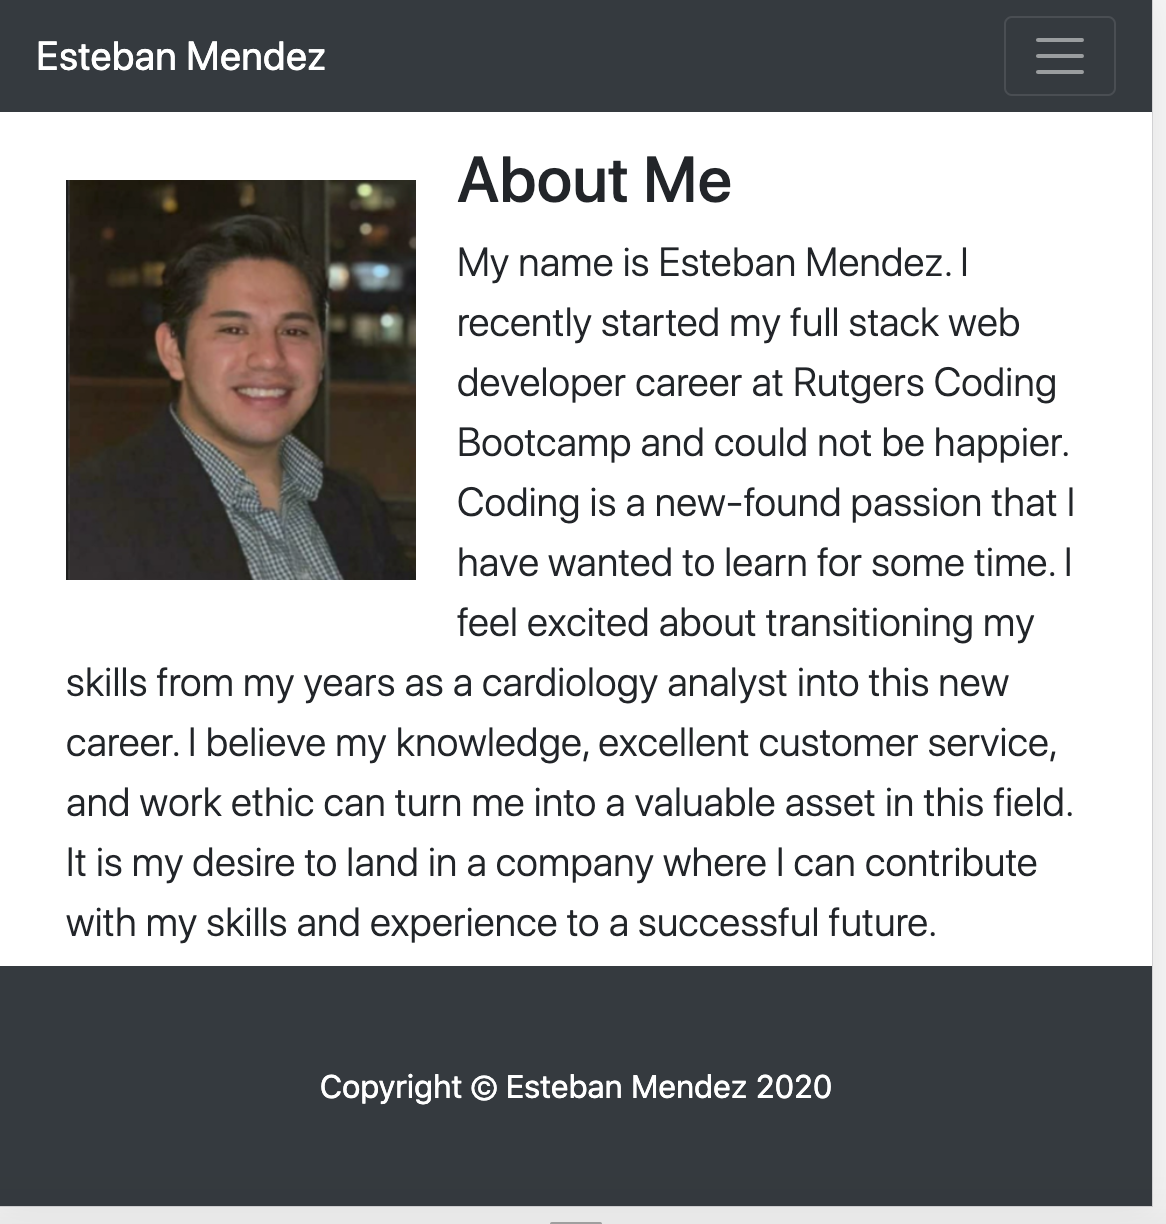 Esteban Mendez
About Me
My name is Esteban Mendez. I
recently started my full stack web
developer career at Rutgers Coding
Bootcamp and could not be happier.
Coding is a new-found passion that I
have wanted to learn for some time. I
feel excited about transitioning my
skills from my years as a cardiology analyst into this new
career. I believe my knowledge, excellent customer service,
and work ethic can turn me into a valuable asset in this field.
It is my desire to land in a company where I can contribute
with my skills and experience to a successful future.
Copyright © Esteban Mendez 2020